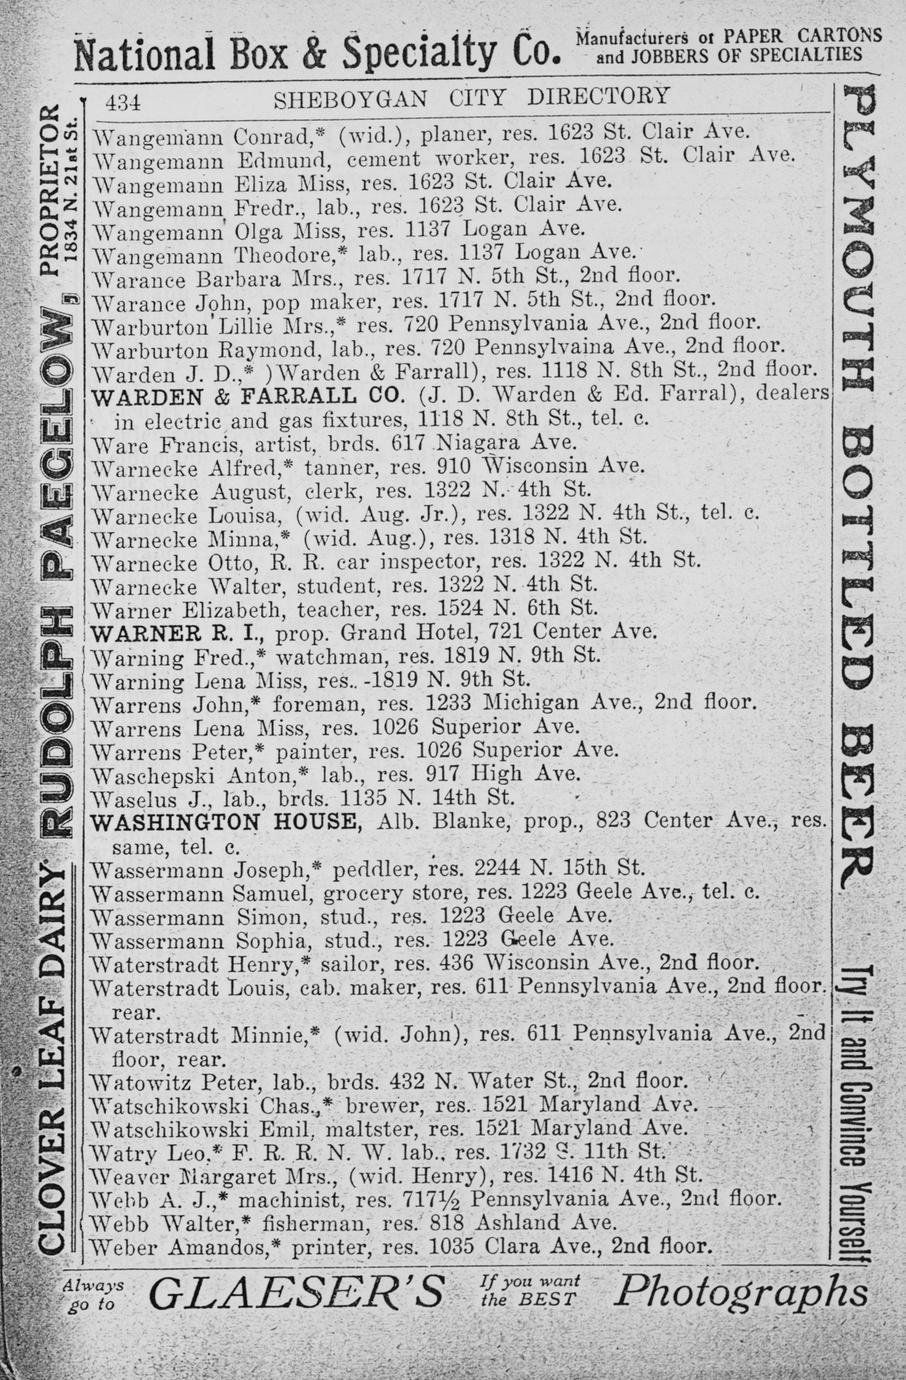 National Box & Specialty Co. Manufacturers of PAPER CARTONS
and JOBBERS OF SPECIALTIES
434 SHEBOYGAN CITY DIRECTORY
Wangemann Conrad,* (wid.), planer, res. 1623 St. Clair Ave.
Wangemann Edmund, cement worker, res. 1623 St. Clair Ave.
Wangemann Eliza Miss, res. 1623 St. Clair Ave.
Wangemann Fredr., lab., res. 1623 St. Clair Ave.
Wangemann Olga Miss, res. 1137 Logan Ave.
Wangemann Theodore,* lab., res. 1137 Logan Ave.
Warance Barbara Mrs., res. 1717 N. 5th St., 2nd floor.
Warance John, pop maker, res. 1717 N. 5th St., 2nd floor.
Warburton Lillie Mrs.,* res. 720 Pennsylvania Ave., 2nd floor.
Warburton Raymond, lab., res. 720 Pennsylvaina Ave., 2nd floor.
Warden J. D.,* )Warden & Farrall), res. 1118 N. 8th St., 2nd floor.
WARDEN & FARRALL CO. (J. D. Warden & Ed. Farral), dealers
in electric and gas fixtures, 1118 N. 8th St., tel. c.
Ware Francis, artist, brds. 617 Niagara Ave.
Warnecke Alfred,* tanner, res. 910 Wisconsin Ave.
Warnecke August, clerk, res. 1322 N. 4th St.
Warnecke Louisa, (wid. Aug. Jr.), res. 1322 N. 4th St., tel. c.
Warnecke Minna,* (wid. Aug.), res. 1318 N. 4th St.
Warnecke Otto, R. R. car inspector, res. 1322 N. 4th St.
Warnecke Walter, student, res. 1322 N. 4th St.
Warner Elizabeth, teacher, res. 1524 N. 6th St.
WARNER R. I., prop. Grand Hotel, 721 Center Ave.
Warning Fred.,* watchman, res. 1819 N. 9th St.
Warning Lena Miss, res. -1819 N. 9th St.
Warrens John,* foreman, res. 1233 Michigan Ave., 2nd floor.
Warrens Lena Miss, res. 1026 Superior Ave.
Warrens Peter,* painter, res. 1026 Superior Ave.
Waschepski Anton,* lab., res. 917 High Ave.
Waselus J., lab., brds. 1135 N. 14th St.
WASHINGTON HOUSE, Alb. Blanke, prop., 823 Center Ave., res.
same, tel. c.
Wassermann Joseph,* peddler, res. 2244 N. 15th St.
Wassermann Samuel, grocery store, res. 1223 Geele Ave., tel. c.
Wassermann Simon, stud., res. 1223 Geele Ave.
Wassermann Sophia, stud., res. 1223 Geele Ave.
Waterstradt Henry,* sailor, res. 436 Wisconsin Ave., 2nd floor.
Waterstradt Louis, cab. maker, res. 611 Pennsylvania Ave., 2nd floor.
rear.
Waterstradt Minnie,* (wid. John), res. 611 Pennsylvania Ave., 2nd
floor, rear.
Watowitz Peter, lab., brds. 432 N. Water St., 2nd floor.
Watschikowski Chas.,* brewer, res. 1521 Maryland Ave.
Watschikowski Emil, maltster, res. 1521 Maryland Ave.
Watry Leo,* F. R. R. N. W. lab., res. 1732 S. 11th St.
Weaver Margaret Mrs., (wid. Henry), res. 1416 N. 4th St.
Webb A. J.,* machinist, res. 717½ Pennsylvania Ave., 2nd floor.
Webb Walter,* fisherman, res. 818 Ashland Ave.
Weber Amandos,* printer, res. 1035 Clara Ave., 2nd floor.
CLOVER LEAF DAIRY RUDOLPH PAEGELOW, PROPRIETOR
1834 N. 21st St.
PLYMOUTH BOTTLED BEER Try It and Convince Yourself
Always
go to GLAESER'S If you want
the BEST Photographs